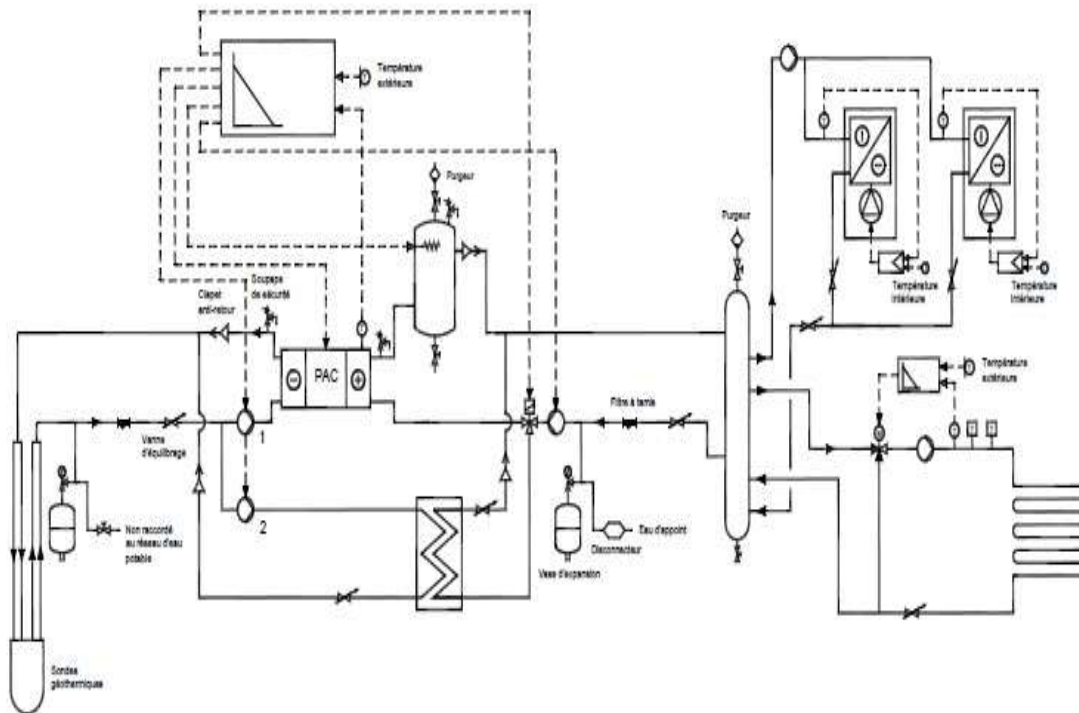 Température
extérieure
Purgeur
Clapet
anti-retour
Soupape
de sécurité
PAC
1
Vanne
d'équilibrage
2
Non raccordé
au réseau d'eau
potable
Sondes
géothermiques
Filtre à tamis
Eau d'appoint
Disconnecteur
Vase d'expansion
Purgeur
Température
intérieure
Température
intérieure
Température
extérieure